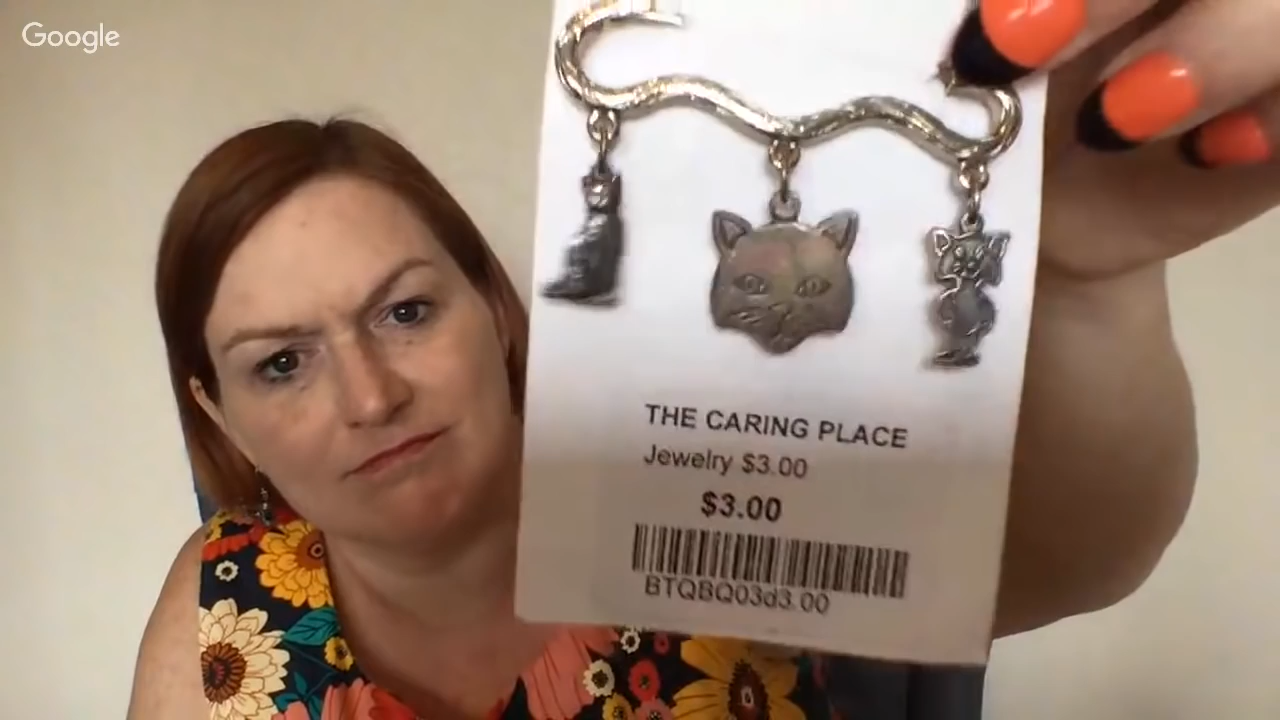 Google
THE CARING PLACE
Jewelry $3.00
$3.00
BTQBQ03d3.00